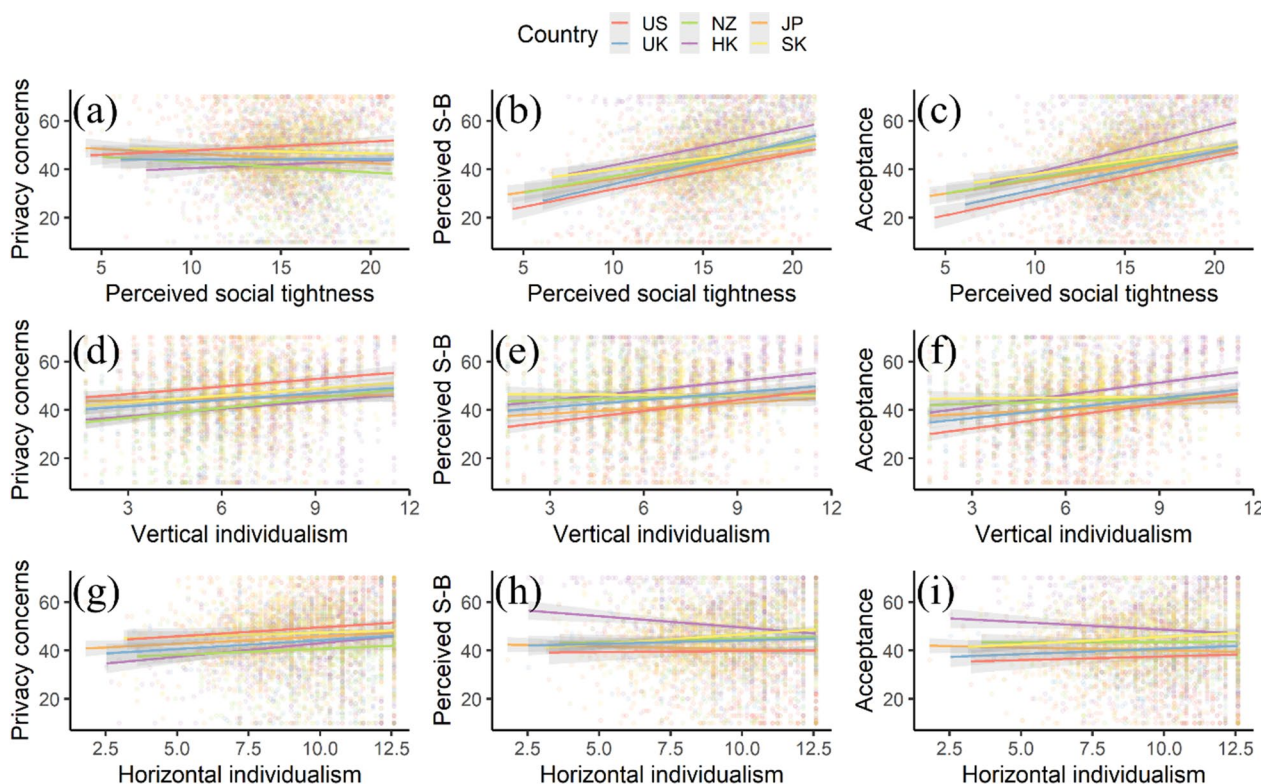 Country US NZ JP
UK HK SK
(a) (b) (c)
Privacy concerns Perceived S-B Acceptance
60 60 60
40 40 40
20 20 20
5 10 15 20 5 10 15 20 5 10 15 20
Perceived social tightness Perceived social tightness Perceived social tightness
(d) (e) (f)
Privacy concerns Perceived S-B Acceptance
60 60 60
40 40 40
20 20 20
3 6 9 12 3 6 9 12 3 6 9 12
Vertical individualism Vertical individualism Vertical individualism
(g) (h) (i)
Privacy concerns Perceived S-B Acceptance
60 60 60
40 40 40
20 20 20
2.5 5.0 7.5 10.0 12.5 2.5 5.0 7.5 10.0 12.5 2.5 5.0 7.5 10.0 12.5
Horizontal individualism Horizontal individualism Horizontal individualism